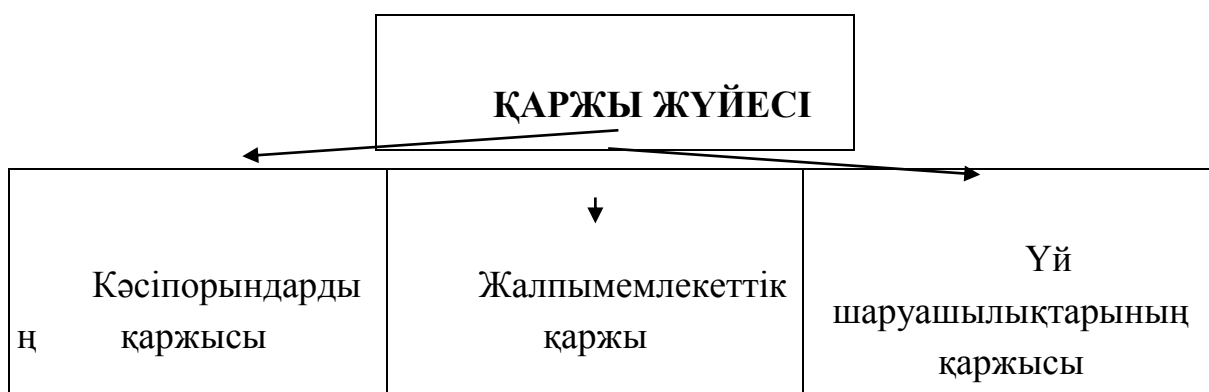 ҚАРЖЫ ЖҮЙЕСІ
Кәсіпорындарды
ң қаржысы
Жалпымемлекеттік
қаржы
Үй
шаруашылықтарының
қаржысы